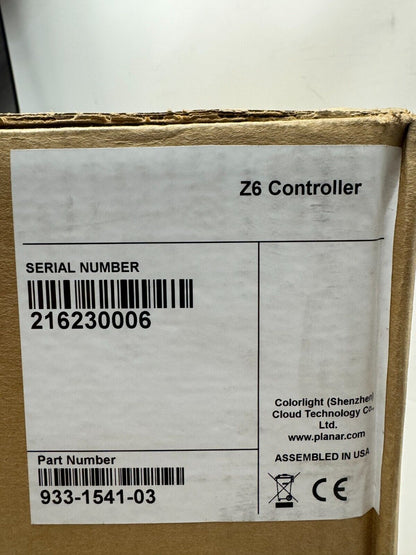 Z6 Controller
SERIAL NUMBER
216230006
Colorlight (Shenzhen)
Cloud Technology Co.,
Ltd.
www.planar.com
ASSEMBLED IN USA
Part Number
933-1541-03
CE